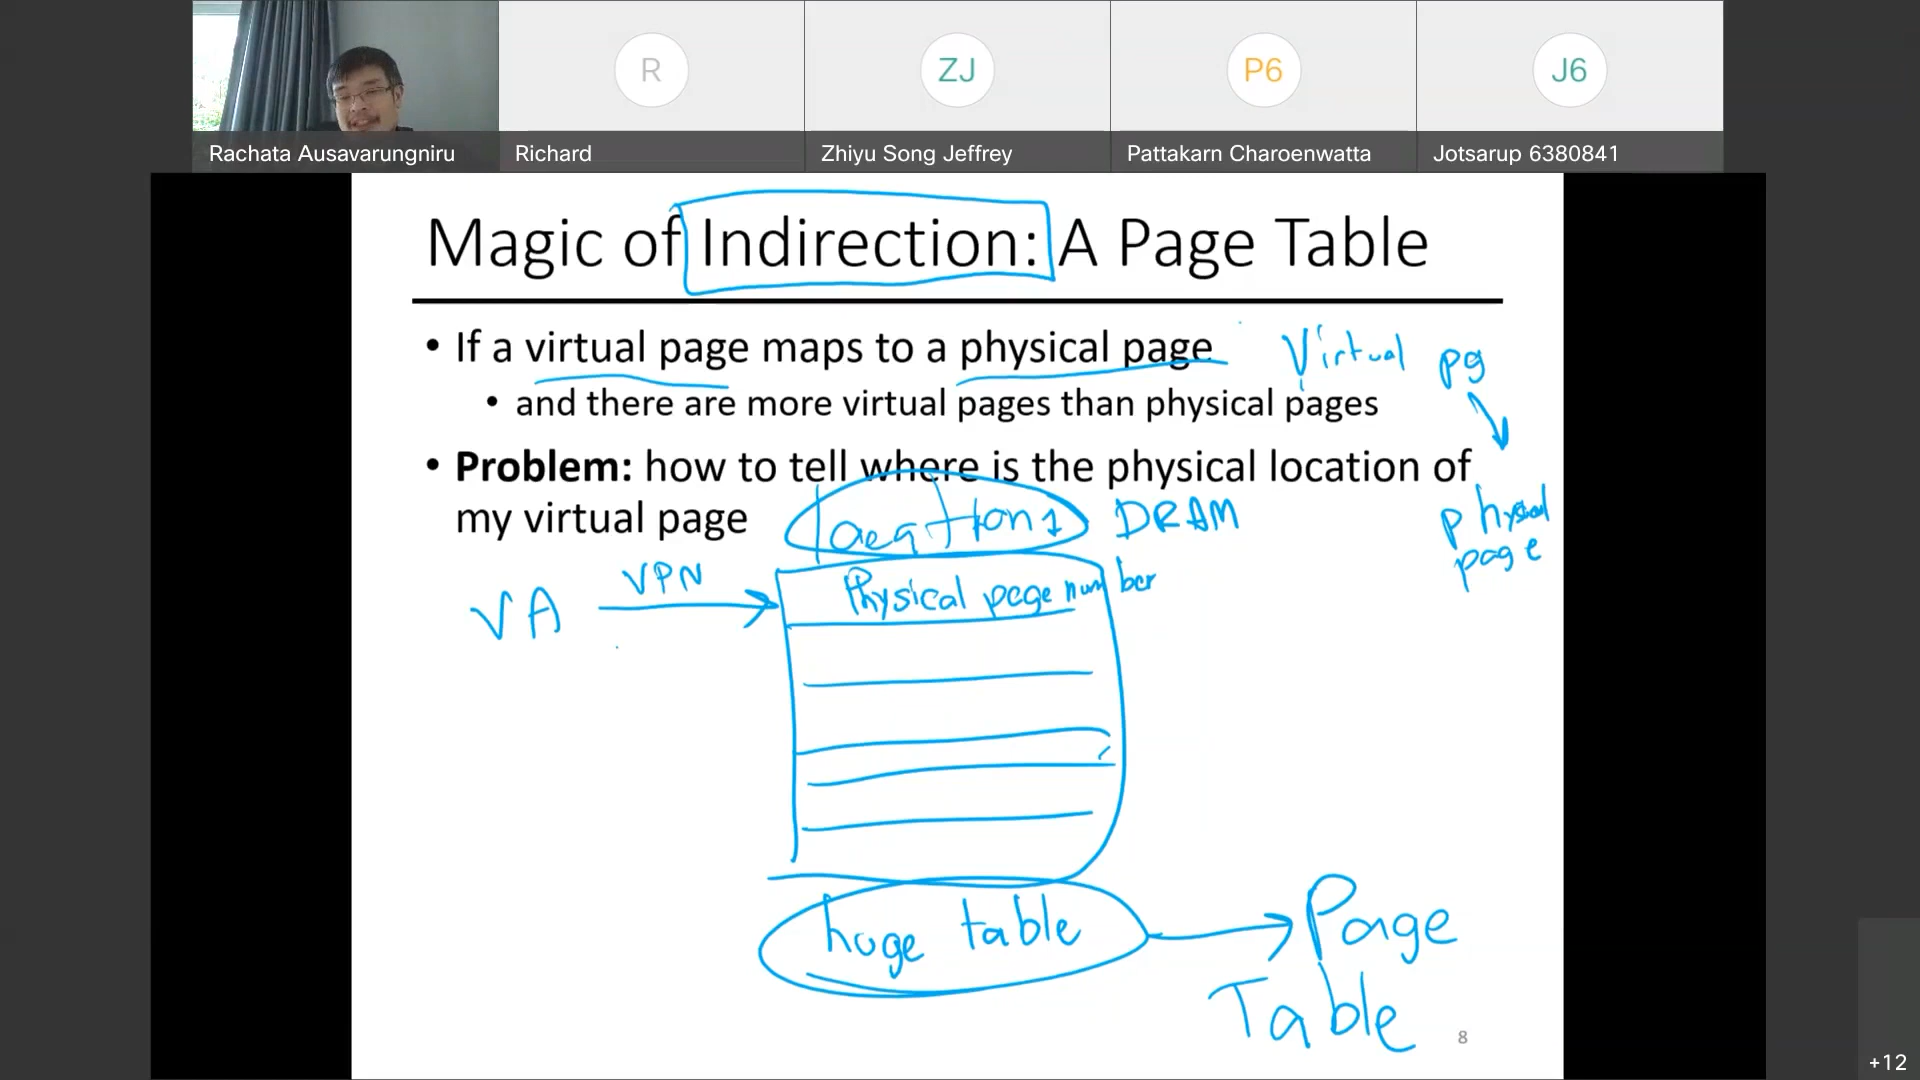 R
ZJ
P6
J6
Rachata Ausavarungniru
Richard
Zhiyu Song Jeffrey
Pattakarn Charoenwatta
Jotsarup 6380841
Magic of Indirection: A Page Table
• If a virtual page maps to a physical page
Virtual pg
• and there are more virtual pages than physical pages
• Problem: how to tell where is the physical location of
my virtual page
DRAM
physical
page
VA
VPN
Physical page number
huge table
Page
Table
8
+12